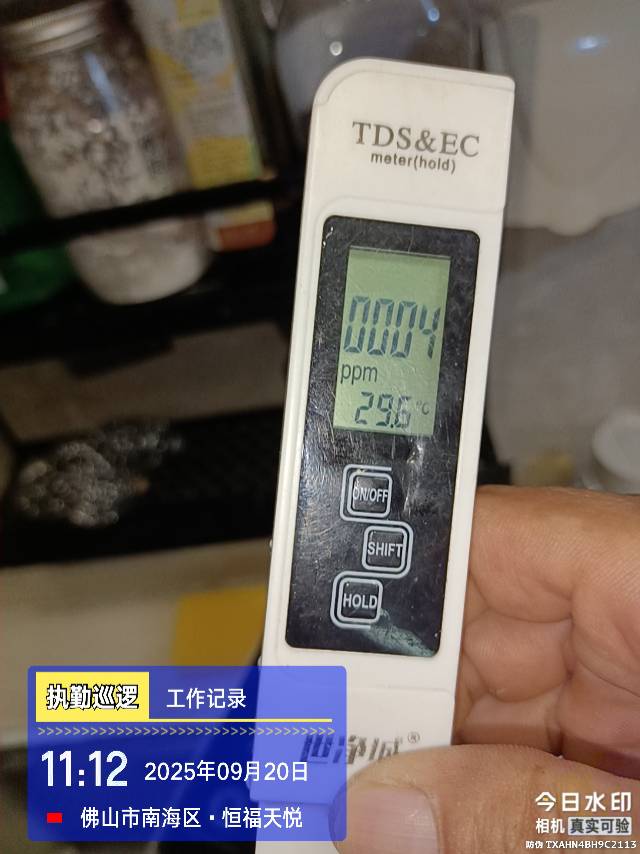 TDS&EC
meter(hold)
0004
ppm
29.6 °C
ON/OFF
SHIFT
HOLD
净
®
执勤巡逻 工作记录
11:12 2025年09月20日
佛山市南海区·恒福天悦
今日水印
相机 真实可验
防伪 TXAHN4BH9C2113